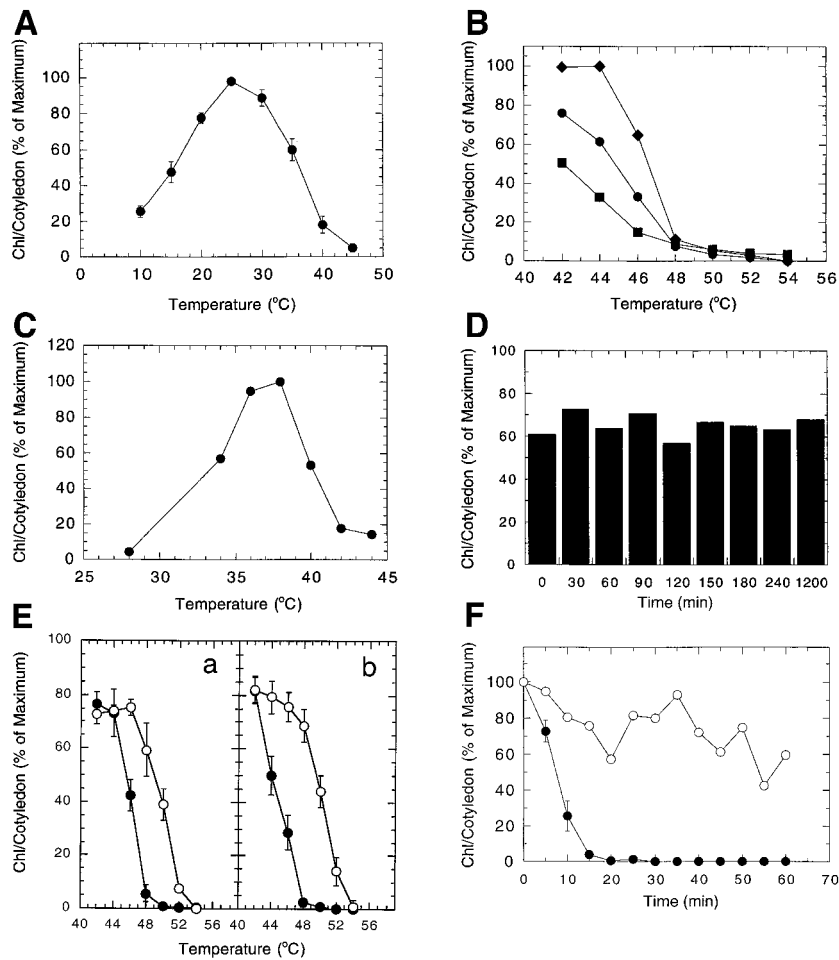 A
Chl/Cotyledon (% of Maximum)
100
80
60
40
20
0
0 10 20 30 40 50
Temperature (°C)
B
Chl/Cotyledon (% of Maximum)
100
80
60
40
20
0
40 42 44 46 48 50 52 54 56
Temperature (°C)
C
Chl/Cotyledon (% of Maximum)
120
100
80
60
40
20
0
25 30 35 40 45
Temperature (°C)
D
Chl/Cotyledon (% of Maximum)
100
80
60
40
20
0
0 30 60 90 120 150 180 240 1200
Time (min)
E
Chl/Cotyledon (% of Maximum)
100
80
60
40
20
0
a
b
40 44 48 52 56 40 44 48 52 56
Temperature (°C)
F
Chl/Cotyledon (% of Maximum)
100
80
60
40
20
0
0 10 20 30 40 50 60 70
Time (min)